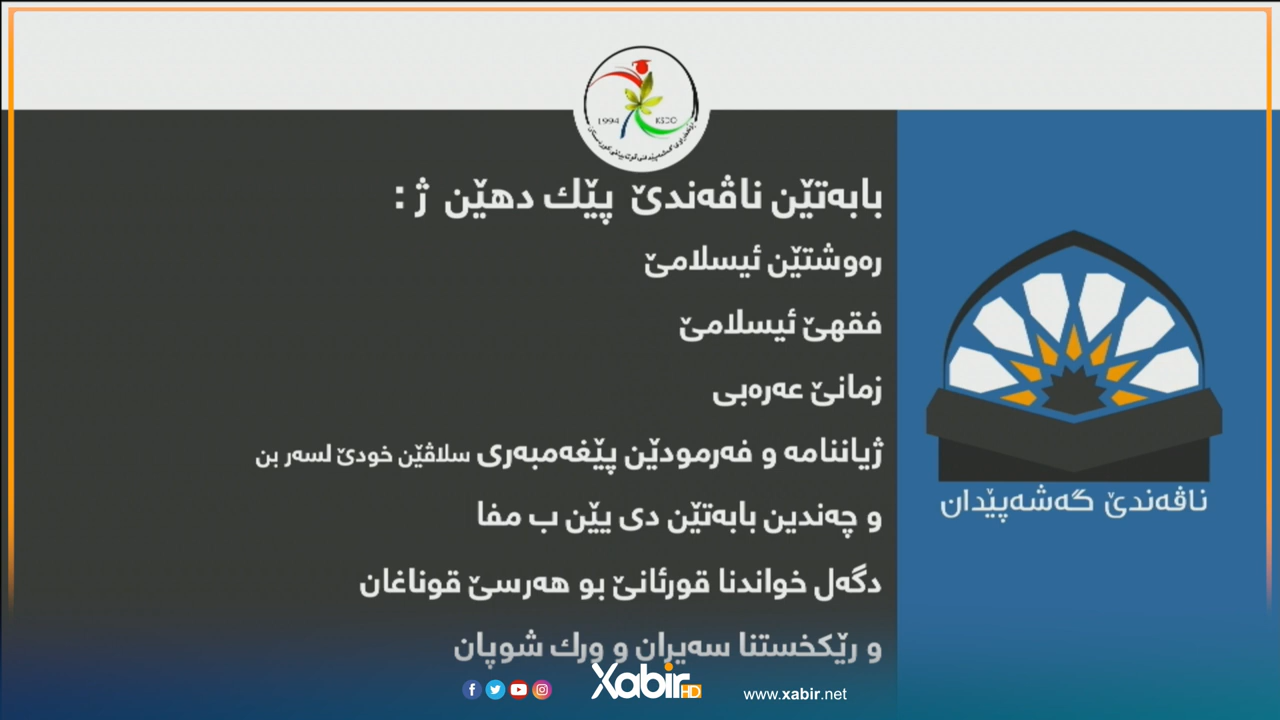 1994
KSDO
بابەتێن ناڤەندێ پێك دهێن ژ :
رەوشتێن ئیسلامێ
فقهێ ئیسلامێ
زمانێ عەرەبی
ژیاننامە و فەرمودێن پێغەمبەری سلاڤێن خودێ لسەر بن
و چەندین بابەتێن دی یێن ب مفا
دگەل خواندنا قورئانێ بو هەرسێ قوناغان
و رێکخستنا سەیران و ورك شوپان
ناڤەندێ گەشەپێدان
Xabir HD
www.xabir.net